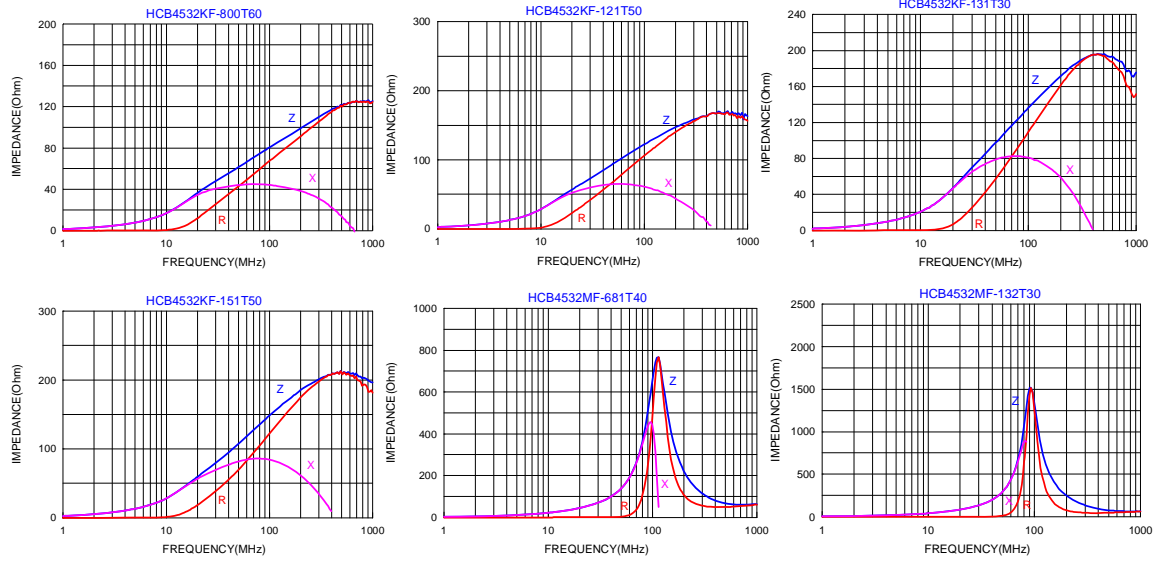 HCB4532KF-800T60
200
160
120
80
40
0
IMPEDANCE(Ohm)
Z
X
R
1
10
100
1000
FREQUENCY(MHz)
HCB4532KF-121T50
300
200
100
0
IMPEDANCE(Ohm)
Z
X
R
1
10
100
1000
FREQUENCY(MHz)
HCB4532KF-131T30
240
200
160
120
80
40
0
IMPEDANCE(Ohm)
Z
X
R
1
10
100
1000
FREQUENCY(MHz)
HCB4532KF-151T50
300
200
100
0
IMPEDANCE(Ohm)
Z
X
R
1
10
100
1000
FREQUENCY(MHz)
HCB4532MF-681T40
1000
800
600
400
200
0
IMPEDANCE(Ohm)
Z
X
R
1
10
100
1000
FREQUENCY(MHz)
HCB4532MF-132T30
2500
2000
1500
1000
500
0
IMPEDANCE(Ohm)
Z
X
R
1
10
100
1000
FREQUENCY(MHz)